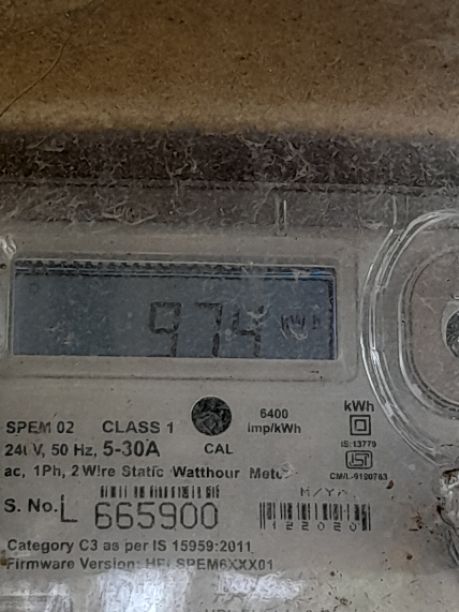 974 kWh
SPEM 02 CLASS 1 6400 imp/kWh kWh
240 V, 50 Hz, 5-30A CAL IS:13779
ac, 1Ph, 2 Wire Static Watthour Meter CM/L-9190763
S. No. L 665900 M/YR
122020
Category C3 as per IS 15959:2011
Firmware Version: HPLSPEM6XXX01